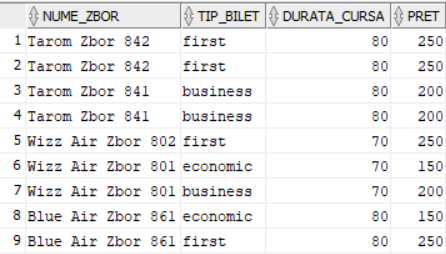 NUME_ZBOR TIP_BILET DURATA_CURSA PRET
1 Tarom Zbor 842 first 80 250
2 Tarom Zbor 842 first 80 250
3 Tarom Zbor 841 business 80 200
4 Tarom Zbor 841 business 80 200
5 Wizz Air Zbor 802 first 70 250
6 Wizz Air Zbor 801 economic 70 150
7 Wizz Air Zbor 801 business 70 200
8 Blue Air Zbor 861 economic 80 150
9 Blue Air Zbor 861 first 80 250